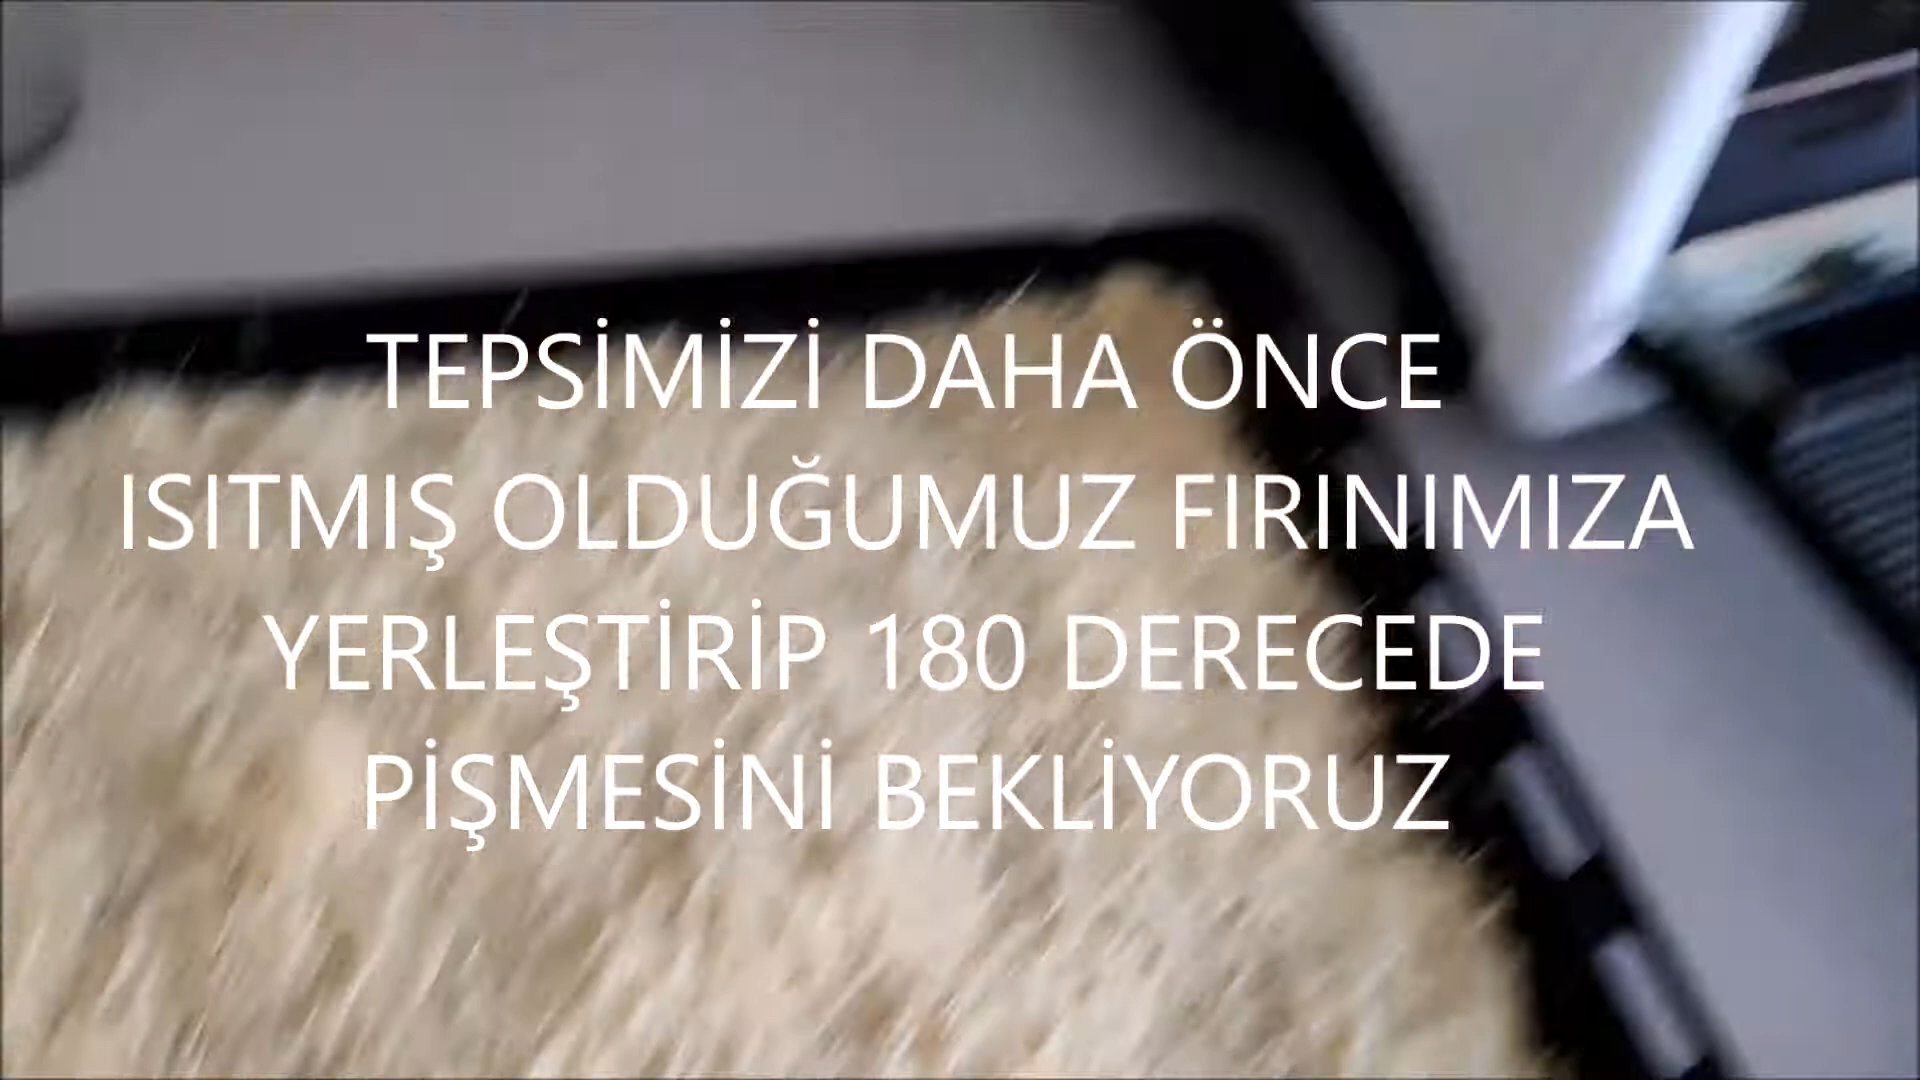 TEPSİMİZİ DAHA ÖNCE
ISITMIŞ OLDUĞUMUZ FIRINIMIZA
YERLEŞTİRİP 180 DERECEDE
PİŞMESİNİ BEKLİYORUZ